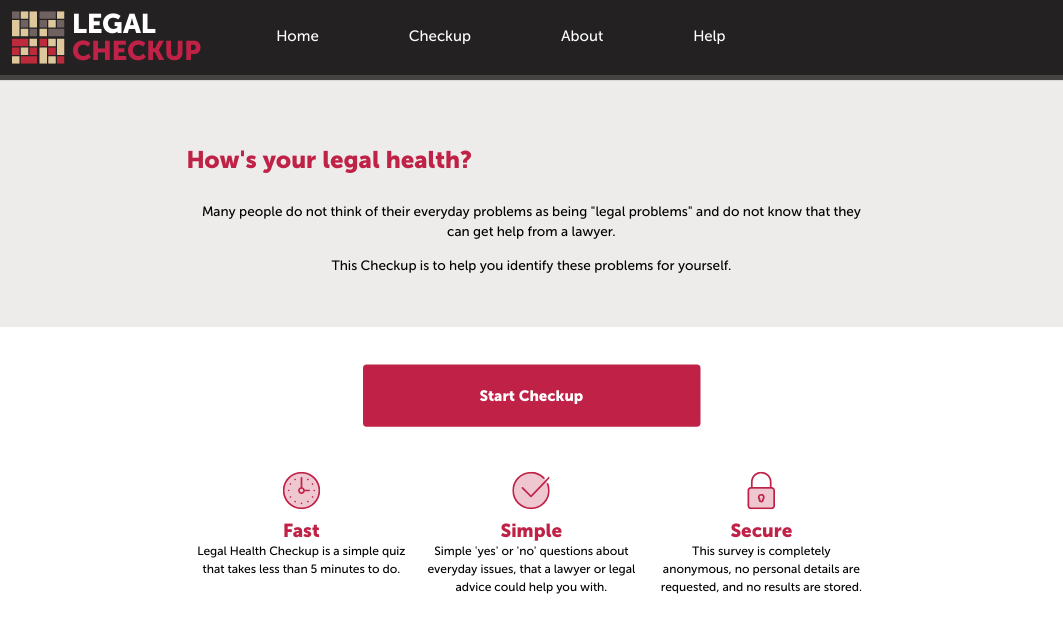 LEGAL
CHECKUP
Home
Checkup
About
Help
How's your legal health?
Many people do not think of their everyday problems as being "legal problems" and do not know that they
can get help from a lawyer.
This Checkup is to help you identify these problems for yourself.
Start Checkup
Fast
Legal Health Checkup is a simple quiz
that takes less than 5 minutes to do.
Simple
Simple 'yes' or 'no' questions about
everyday issues, that a lawyer or legal
advice could help you with.
Secure
This survey is completely
anonymous, no personal details are
requested, and no results are stored.